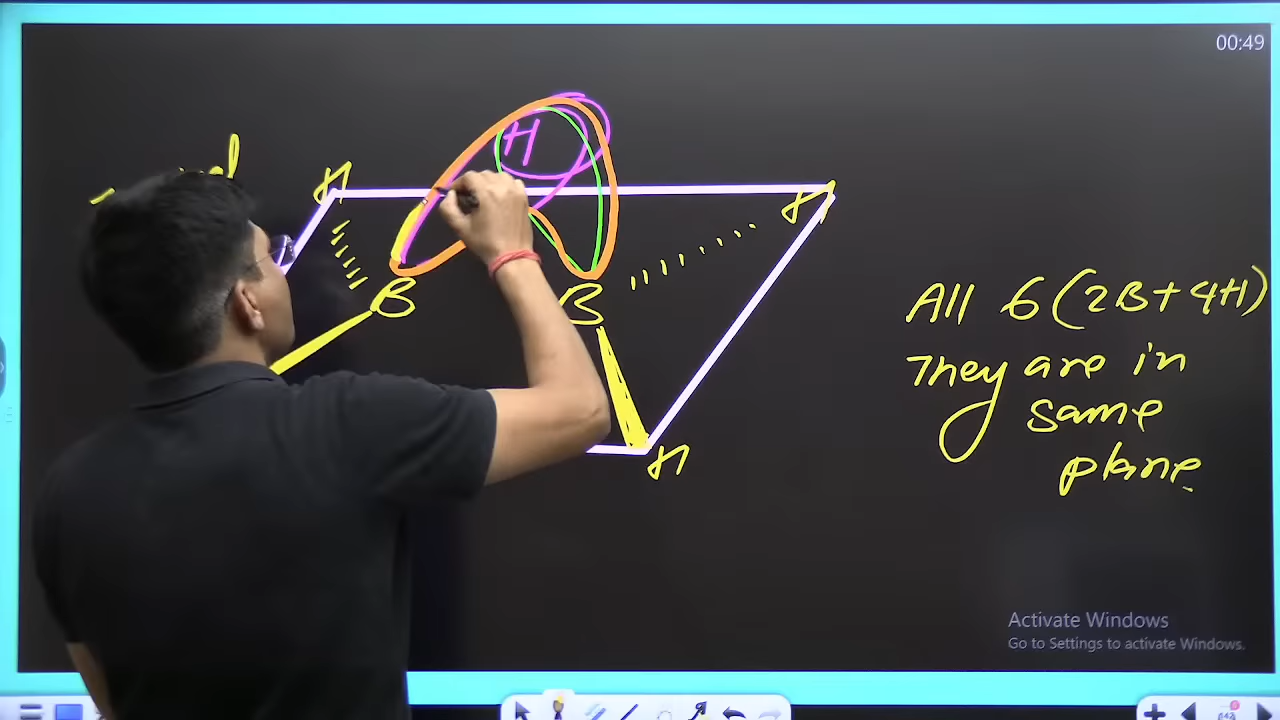 00:49
H
H
H
B
B
H
All 6 (2B + 4H)
They are in
same
plane
Activate Windows
Go to Settings to activate Windows.